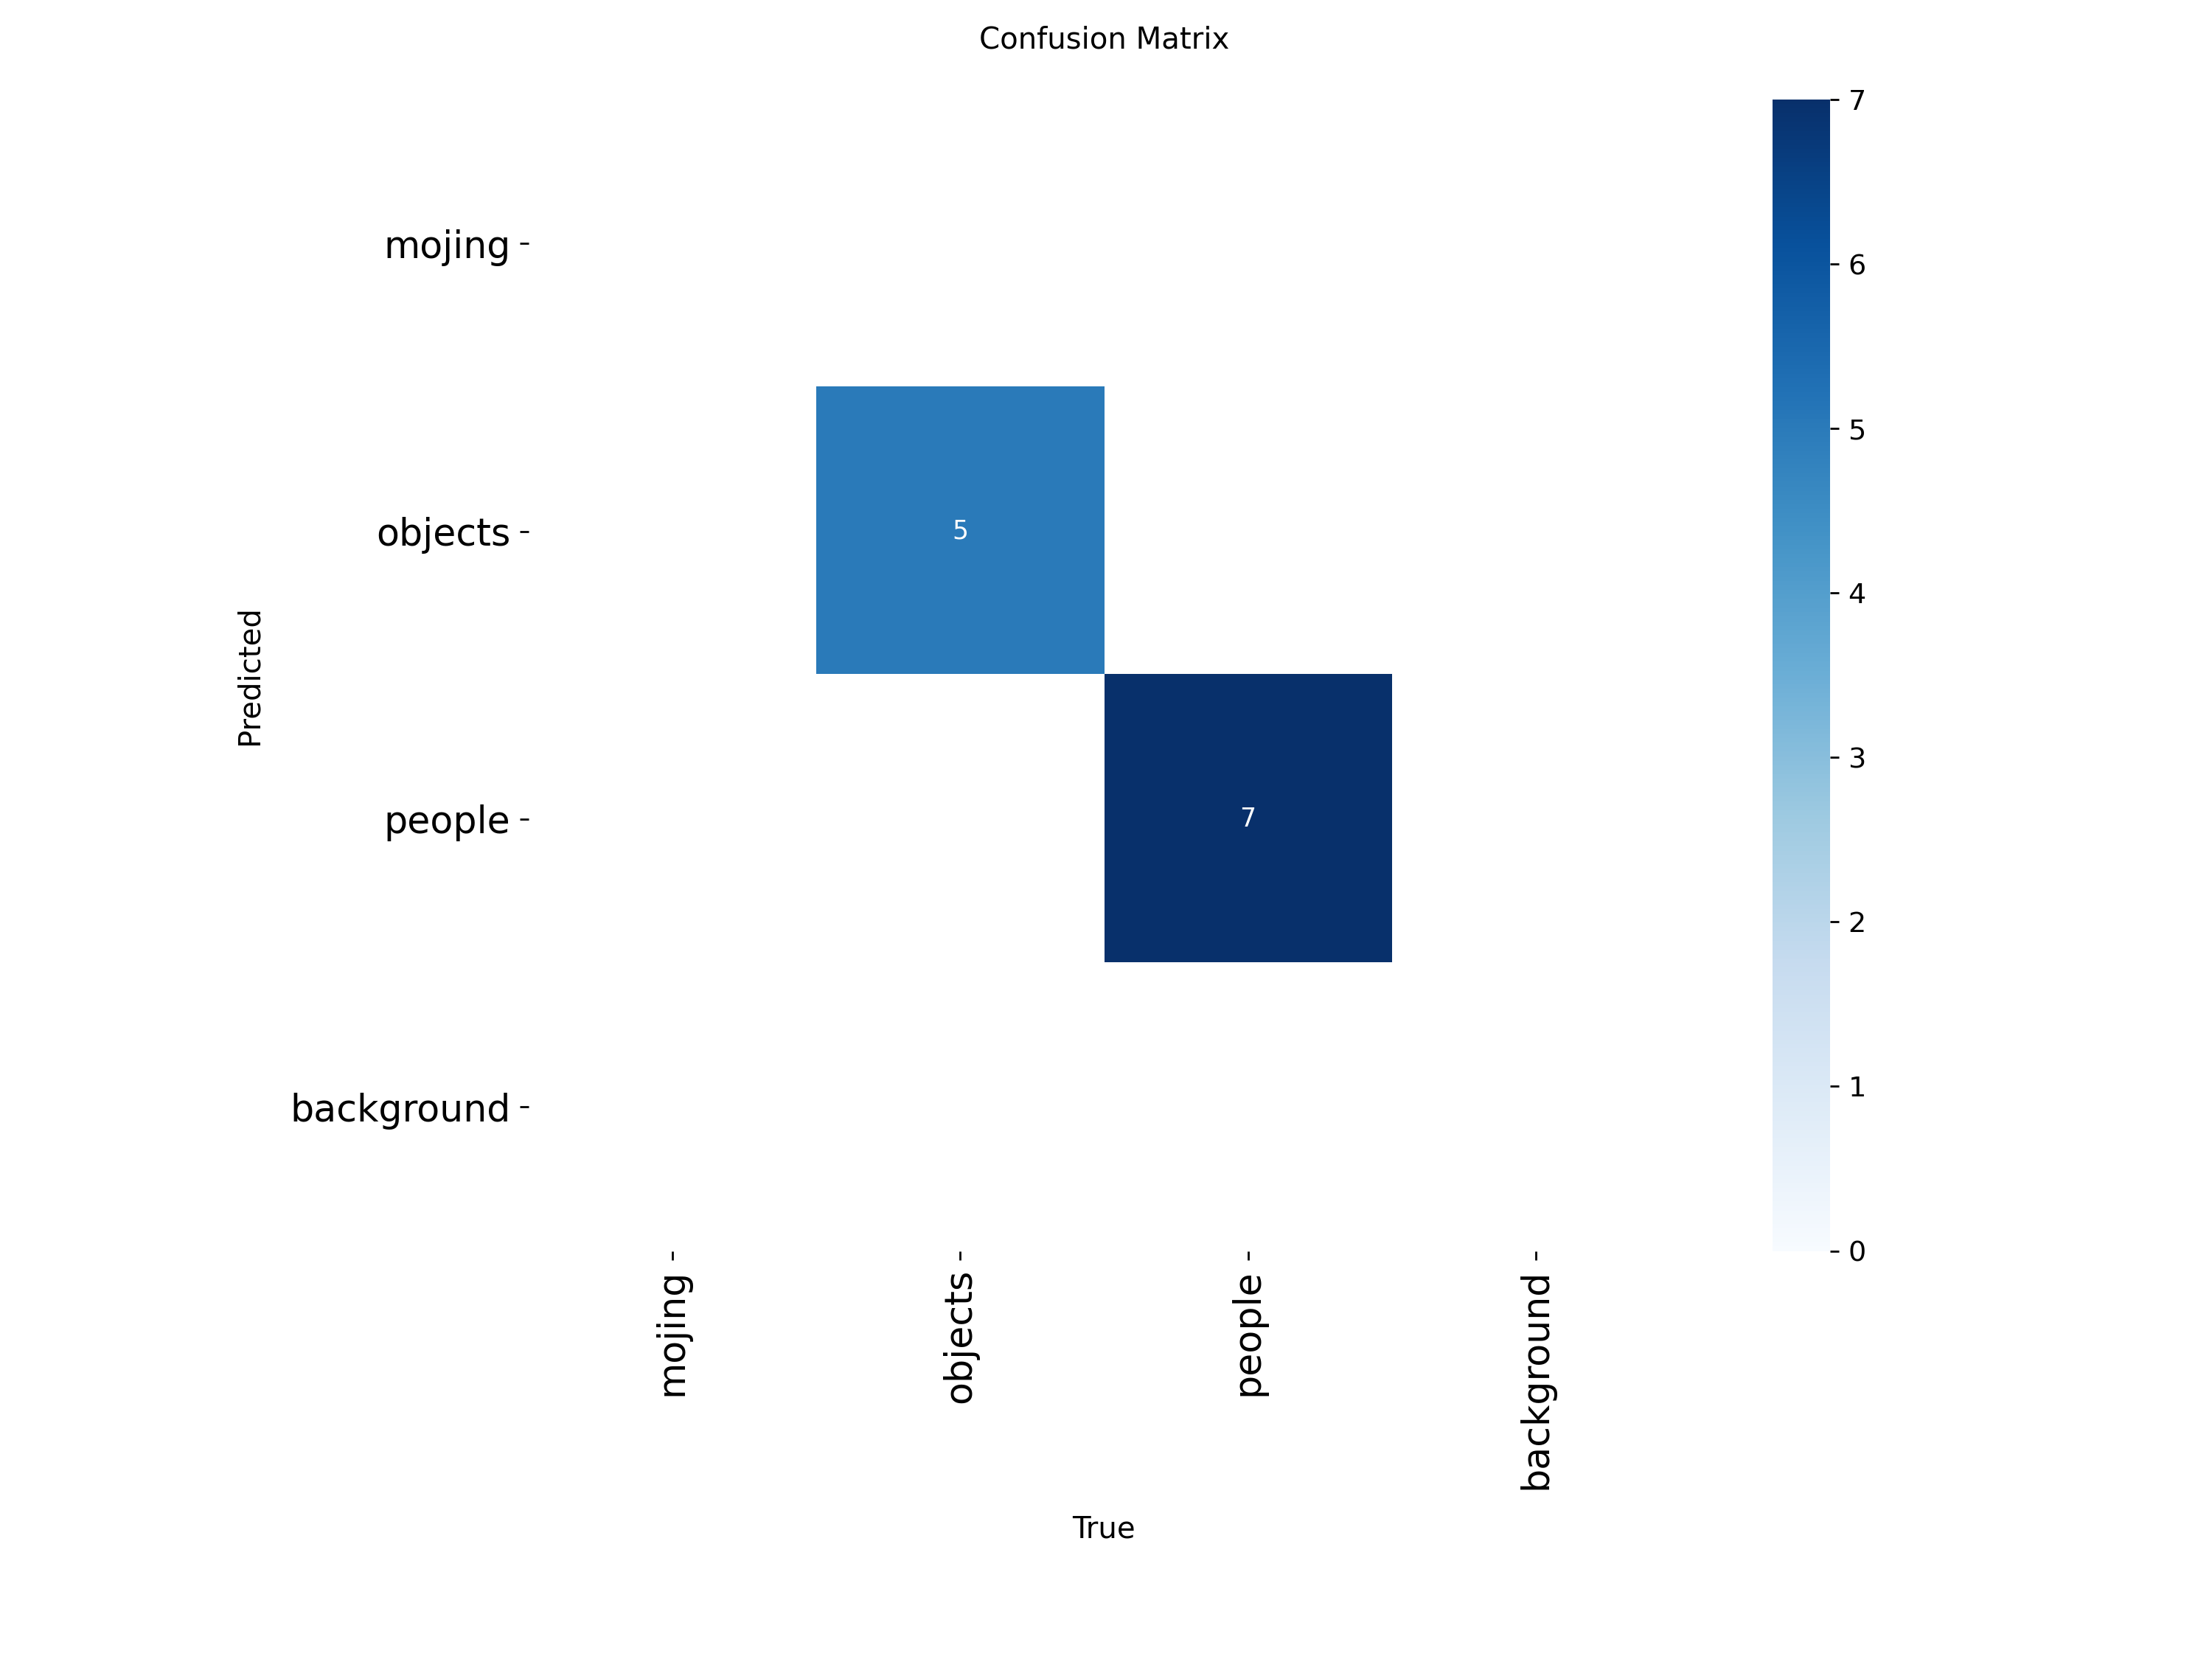 Confusion Matrix
mojing
objects
people
background
Predicted
5
7
mojing
objects
people
background
True
7
6
5
4
3
2
1
0